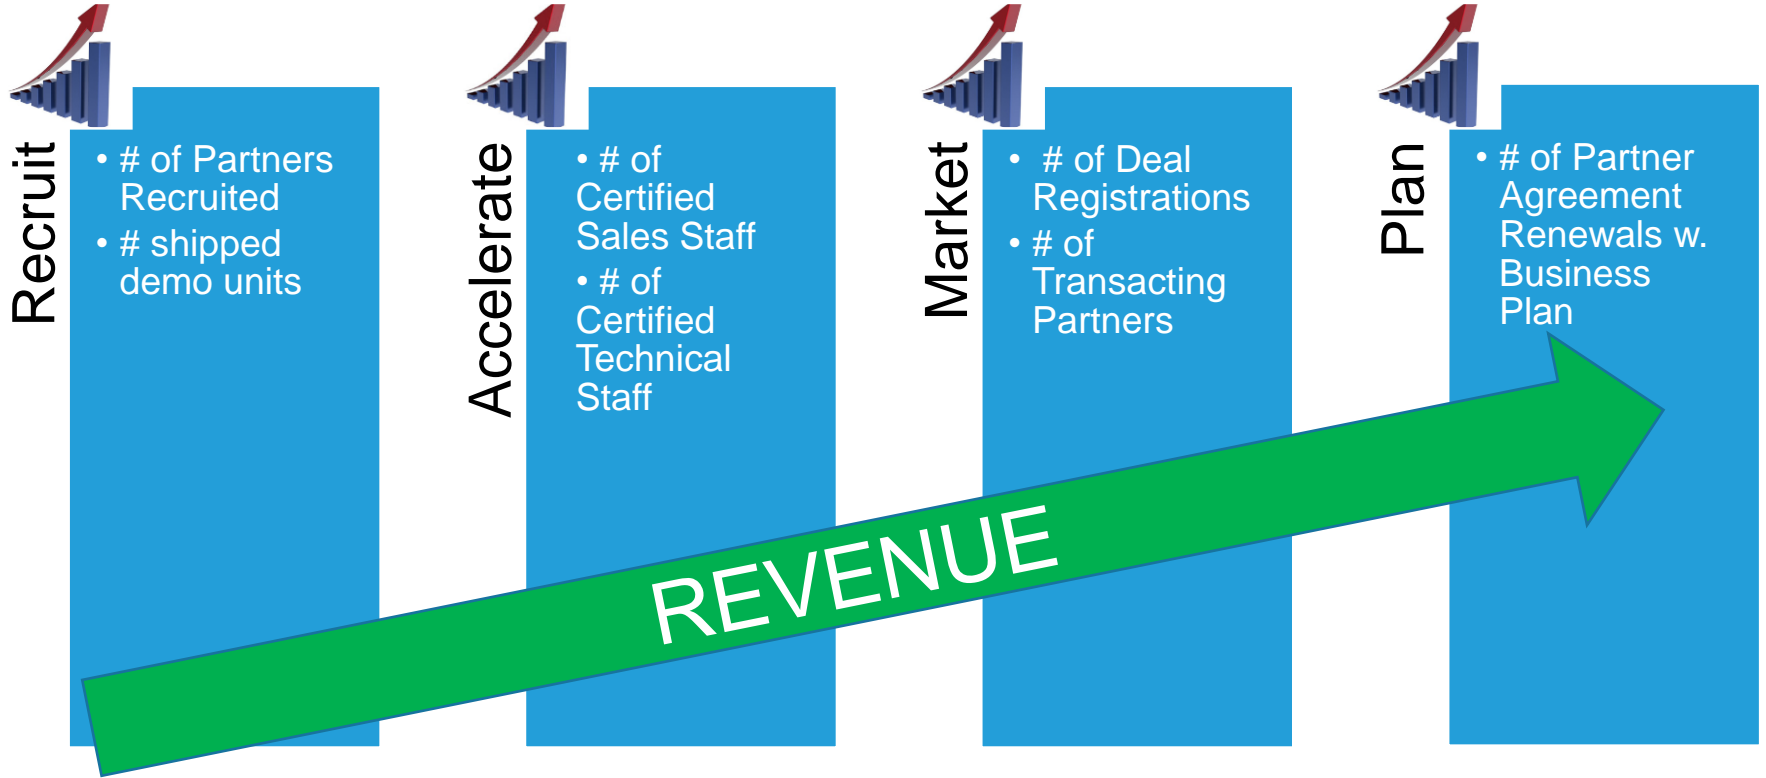 Recruit
• # of Partners
Recruited
• # shipped
demo units
Accelerate
• # of
Certified
Sales Staff
• # of
Certified
Technical
Staff
Market
• # of Deal
Registrations
• # of
Transacting
Partners
Plan
• # of Partner
Agreement
Renewals w.
Business
Plan
REVENUE